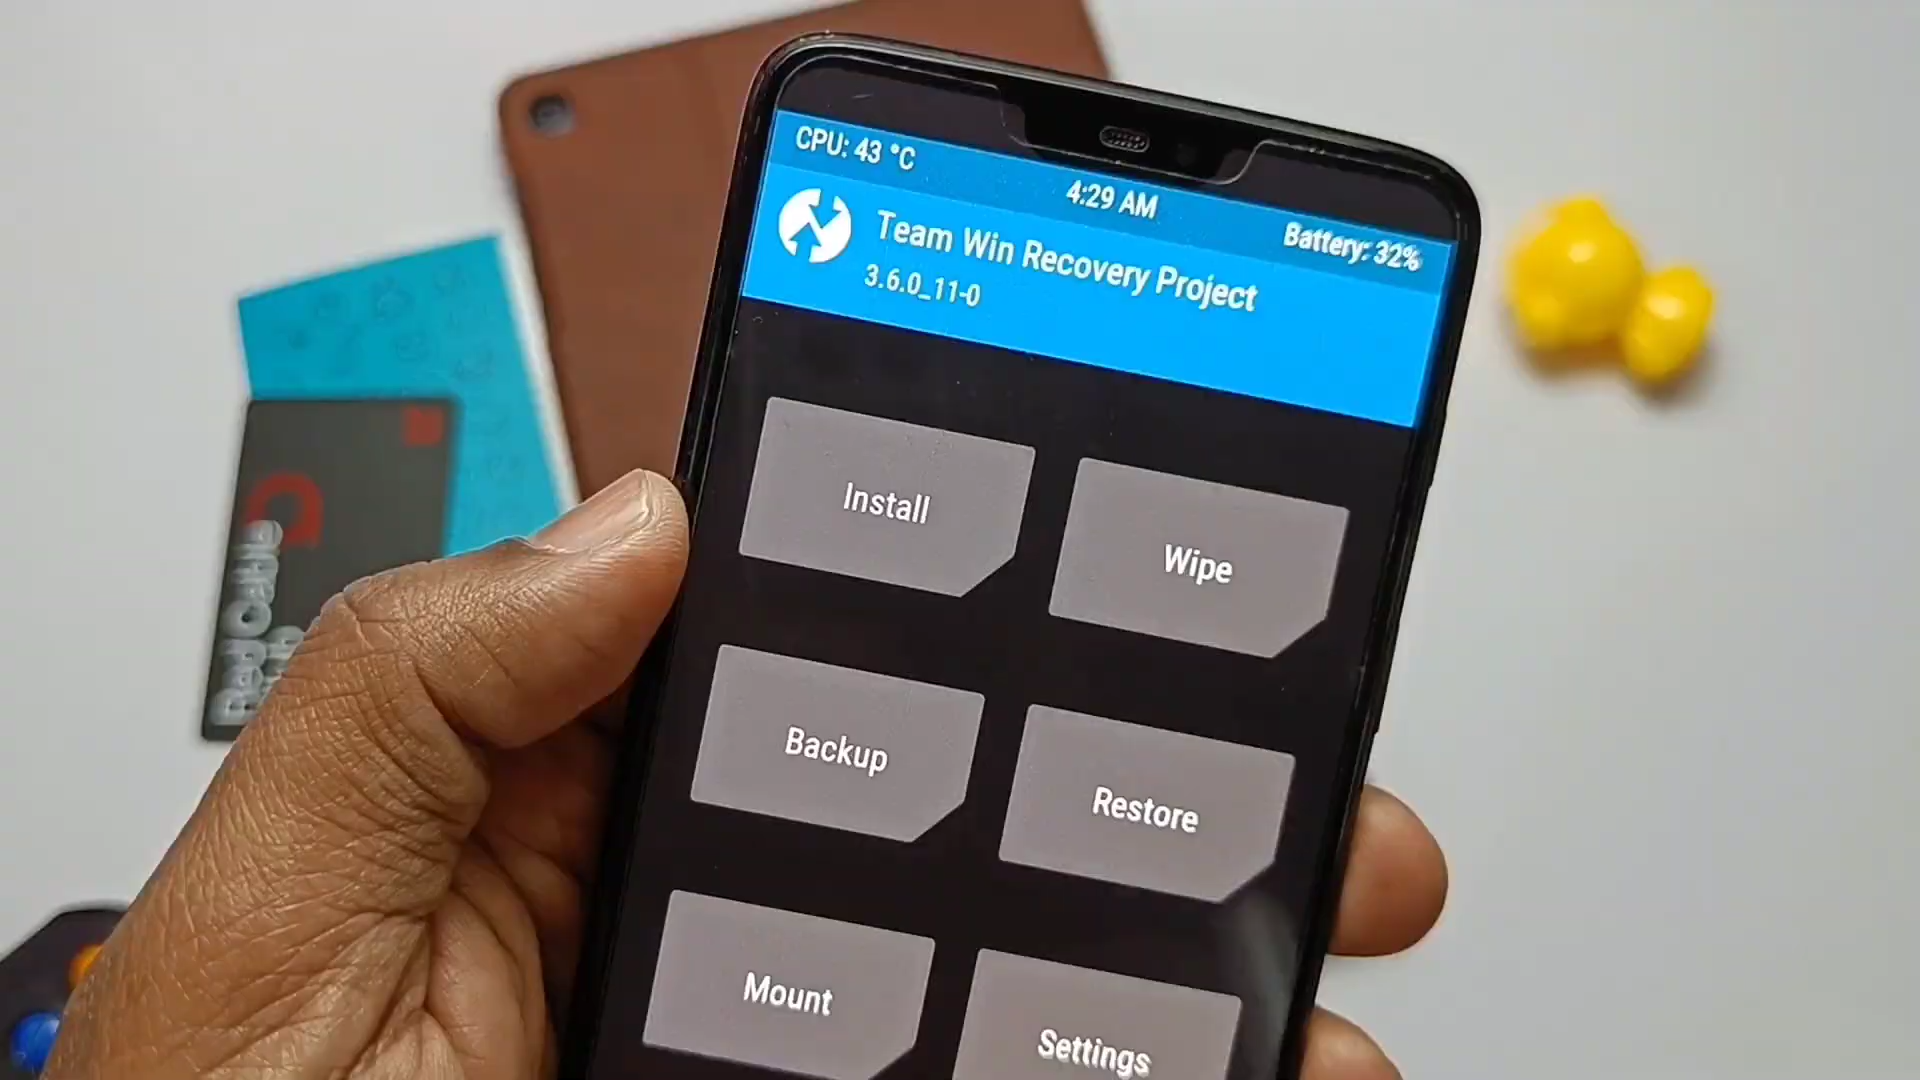 CPU: 43 °C
4:29 AM
Battery: 32%
Team Win Recovery Project
3.6.0_11-0
Install
Wipe
Backup
Restore
Mount
Settings